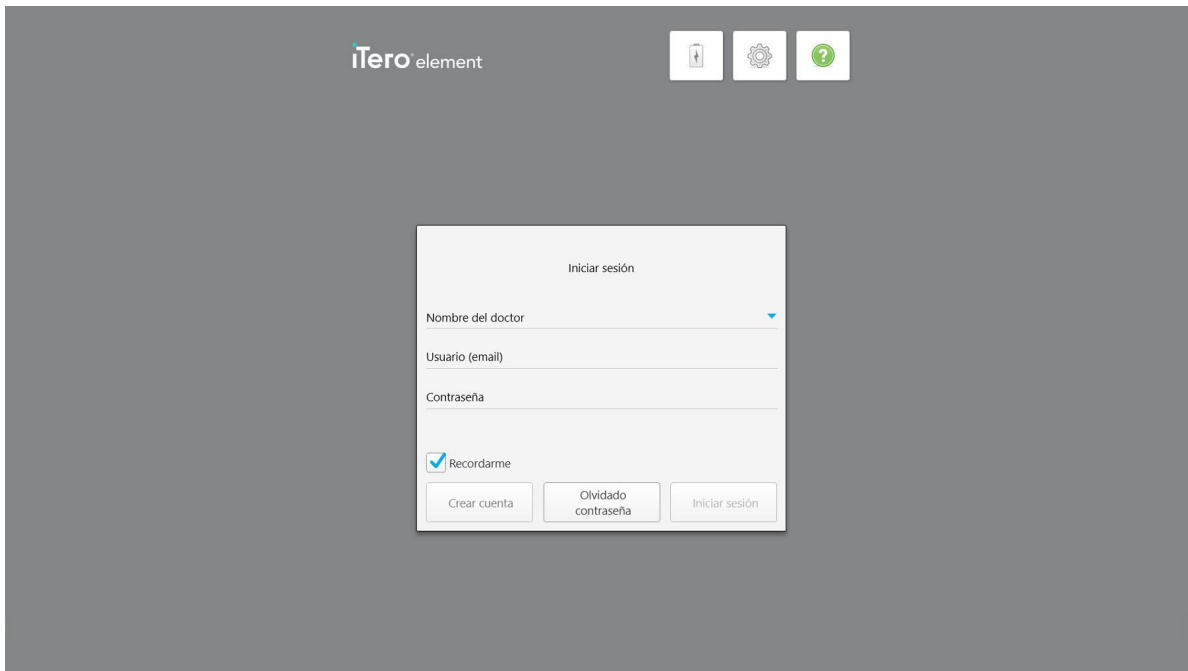 iTero element
?
Iniciar sesión
Nombre del doctor
Usuario (email)
Contraseña
Recordarme
Crear cuenta
Olvidado
contraseña
Iniciar sesión